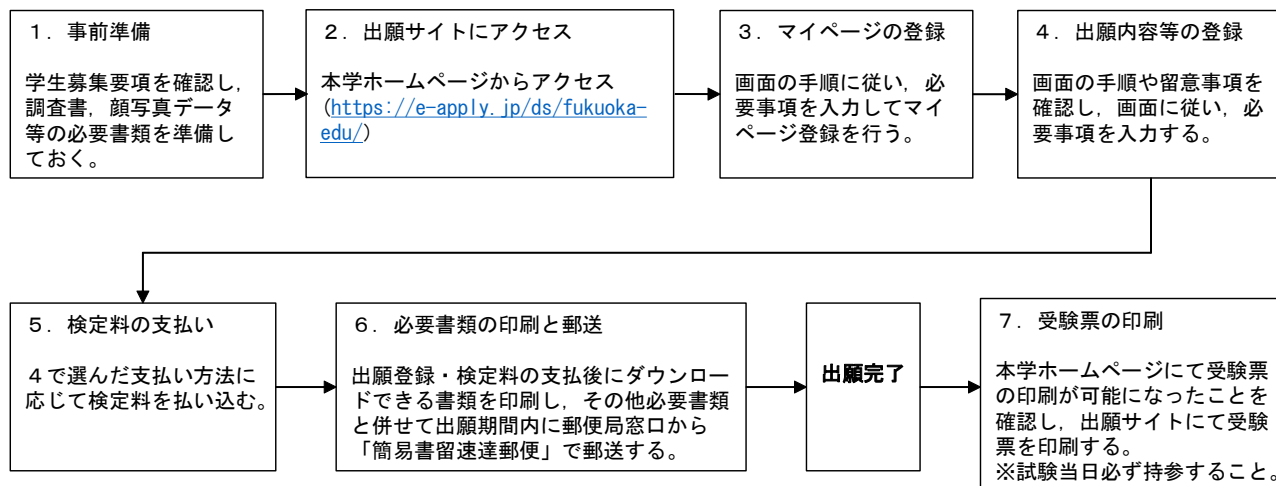 １．事前準備
学生募集要項を確認し，
調査書，顔写真データ
等の必要書類を準備し
ておく。
２．出願サイトにアクセス
本学ホームページからアクセス
(https://e-apply.jp/ds/fukuoka-
edu/)
３．マイページの登録
画面の手順に従い，必
要事項を入力してマイ
ページ登録を行う。
４．出願内容等の登録
画面の手順や留意事項を
確認し，画面に従い，必
要事項を入力する。
５．検定料の支払い
４で選んだ支払い方法に
応じて検定料を払い込む。
６．必要書類の印刷と郵送
出願登録・検定料の支払後にダウンロー
ドできる書類を印刷し，その他必要書類
と併せて出願期間内に郵便局窓口から
「簡易書留速達郵便」で郵送する。
出願完了
７．受験票の印刷
本学ホームページにて受験票
の印刷が可能になったことを
確認し，出願サイトにて受験
票を印刷する。
※試験当日必ず持参すること。